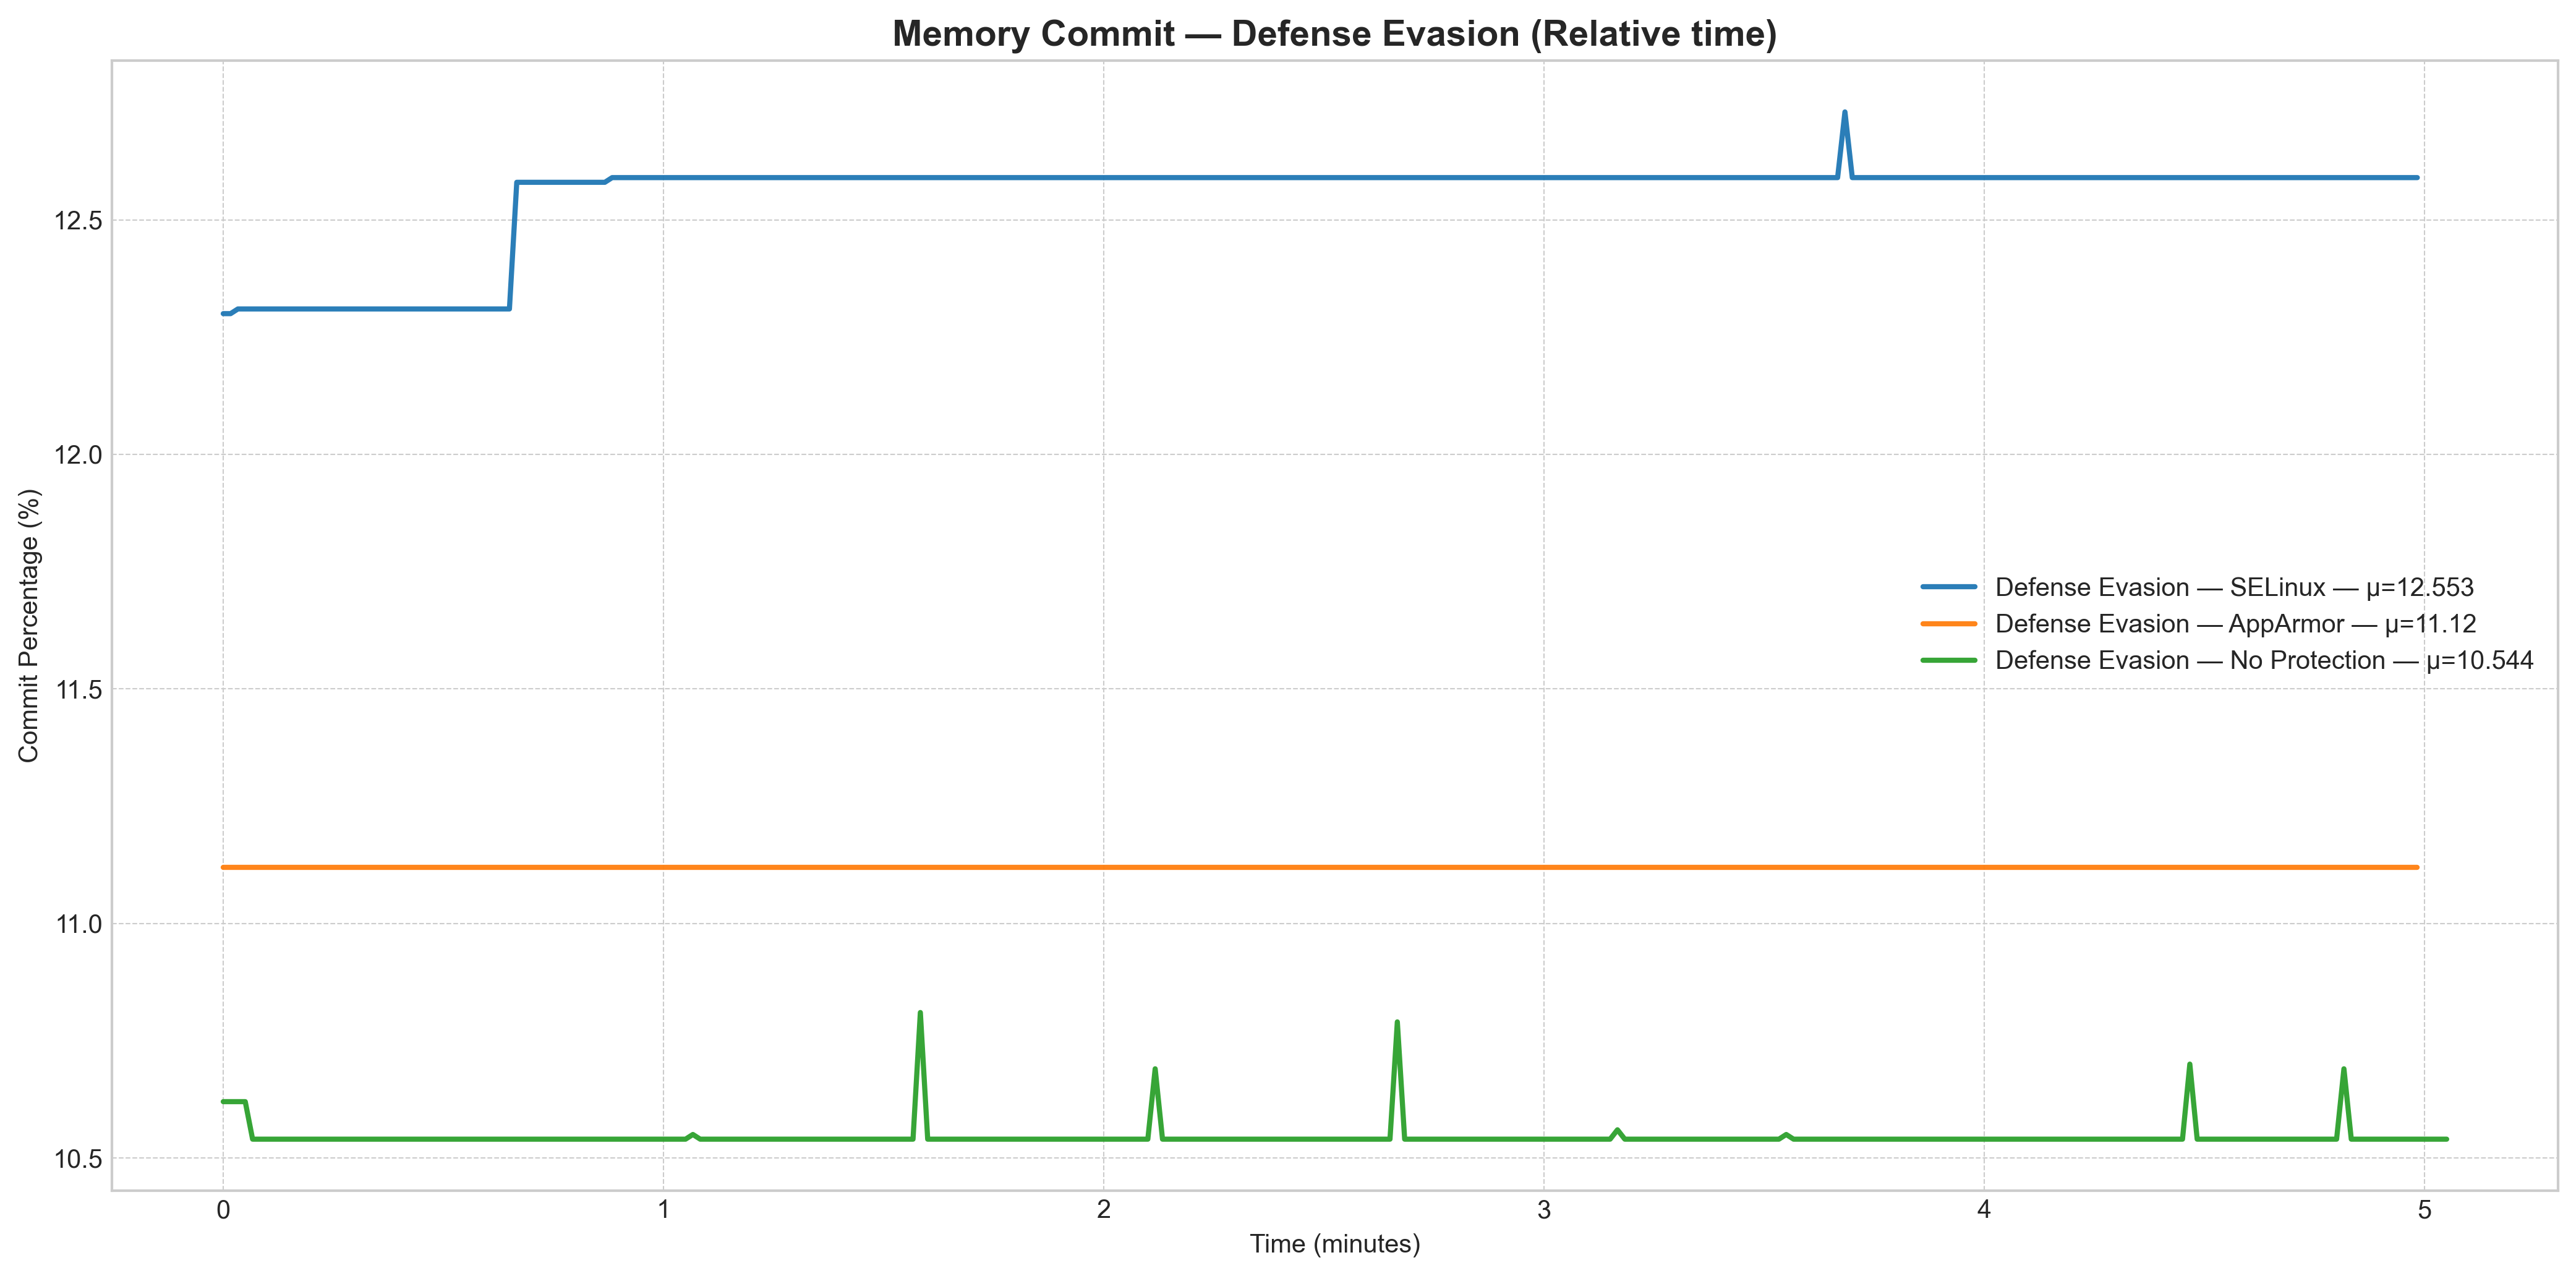 Memory Commit — Defense Evasion (Relative time)
Commit Percentage (%)
12.5
12.0
11.5
11.0
10.5
Defense Evasion — SELinux — μ=12.553
Defense Evasion — AppArmor — μ=11.12
Defense Evasion — No Protection — μ=10.544
0 1 2 3 4 5
Time (minutes)